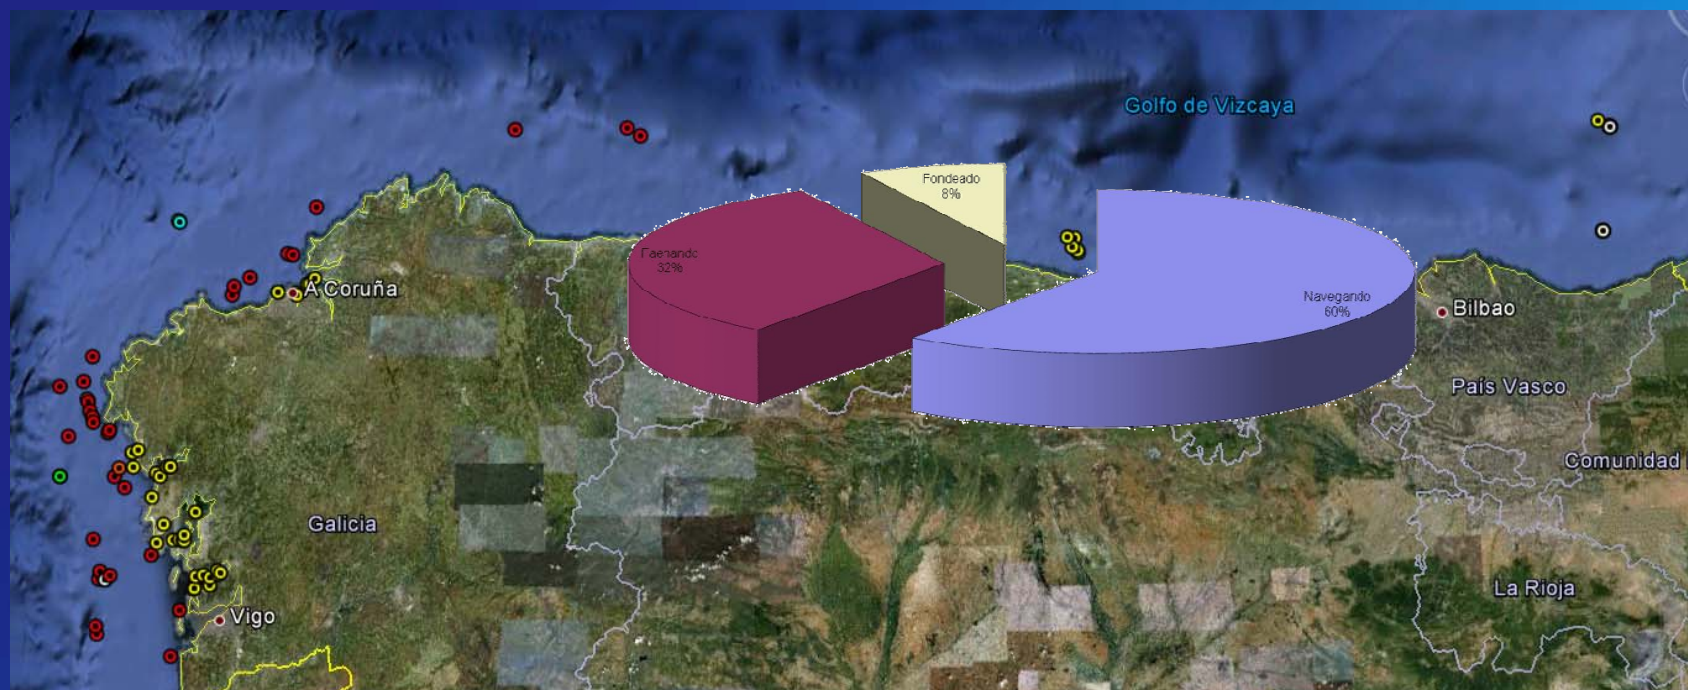 Golfo de Vizcaya
Fondeado
8%
Faenando
32%
Navegando
60%
A Coruña
Bilbao
País Vasco
Comunidad
Galicia
La Rioja
Vigo